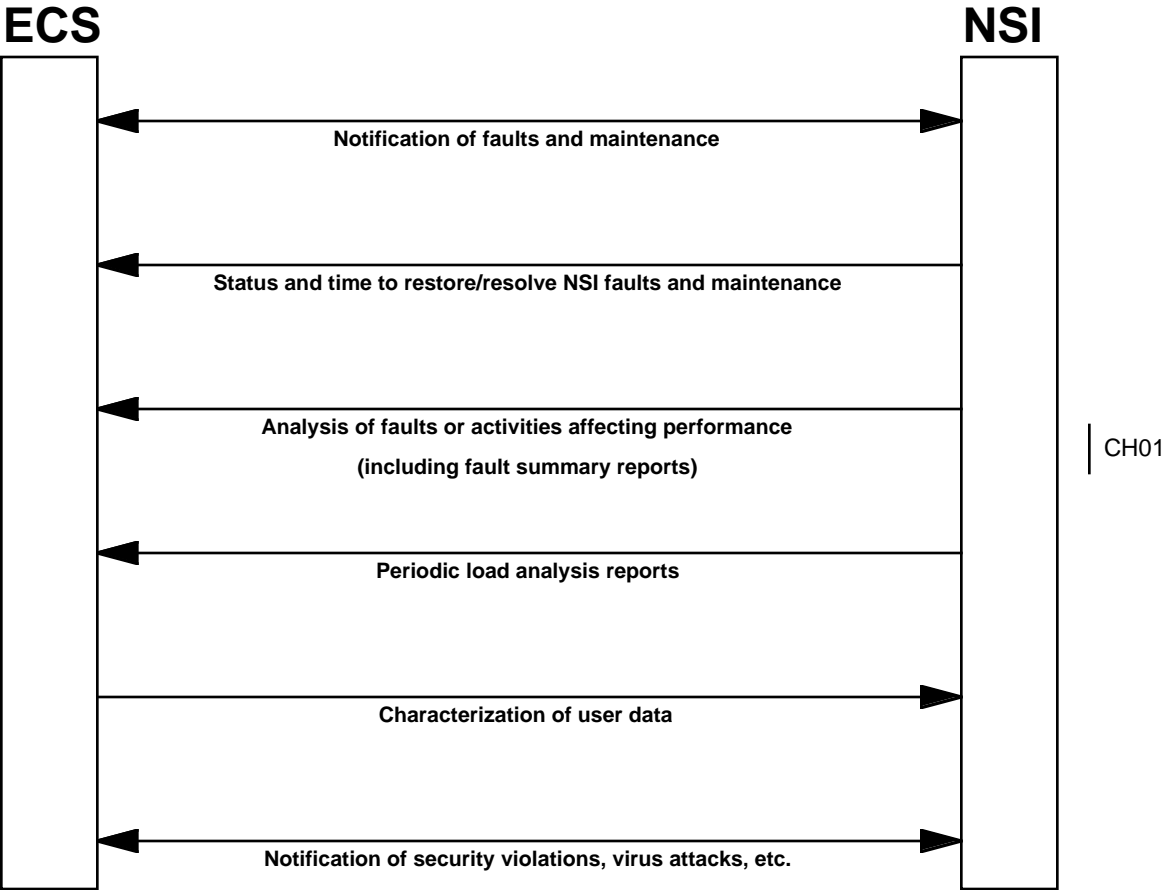 ECS
NSI
Notification of faults and maintenance
Status and time to restore/resolve NSI faults and maintenance
Analysis of faults or activities affecting performance
(including fault summary reports)
CH01
Periodic load analysis reports
Characterization of user data
Notification of security violations, virus attacks, etc.